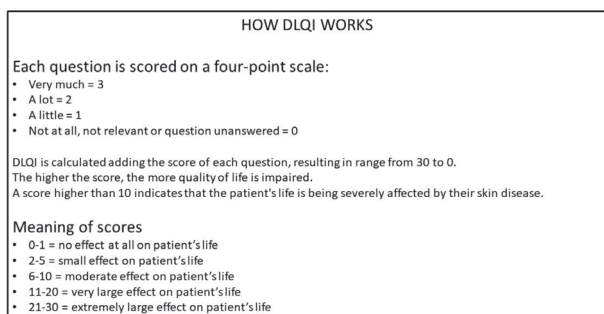 HOW DLQI WORKS
Each question is scored on a four-point scale:
• Very much = 3
• A lot = 2
• A little = 1
• Not at all, not relevant or question unanswered = 0
DLQI is calculated adding the score of each question, resulting in range from 30 to 0.
The higher the score, the more quality of life is impaired.
A score higher than 10 indicates that the patient's life is being severely affected by their skin disease.
Meaning of scores
• 0-1 = no effect at all on patient's life
• 2-5 = small effect on patient's life
• 6-10 = moderate effect on patient's life
• 11-20 = very large effect on patient's life
• 21-30 = extremely large effect on patient's life